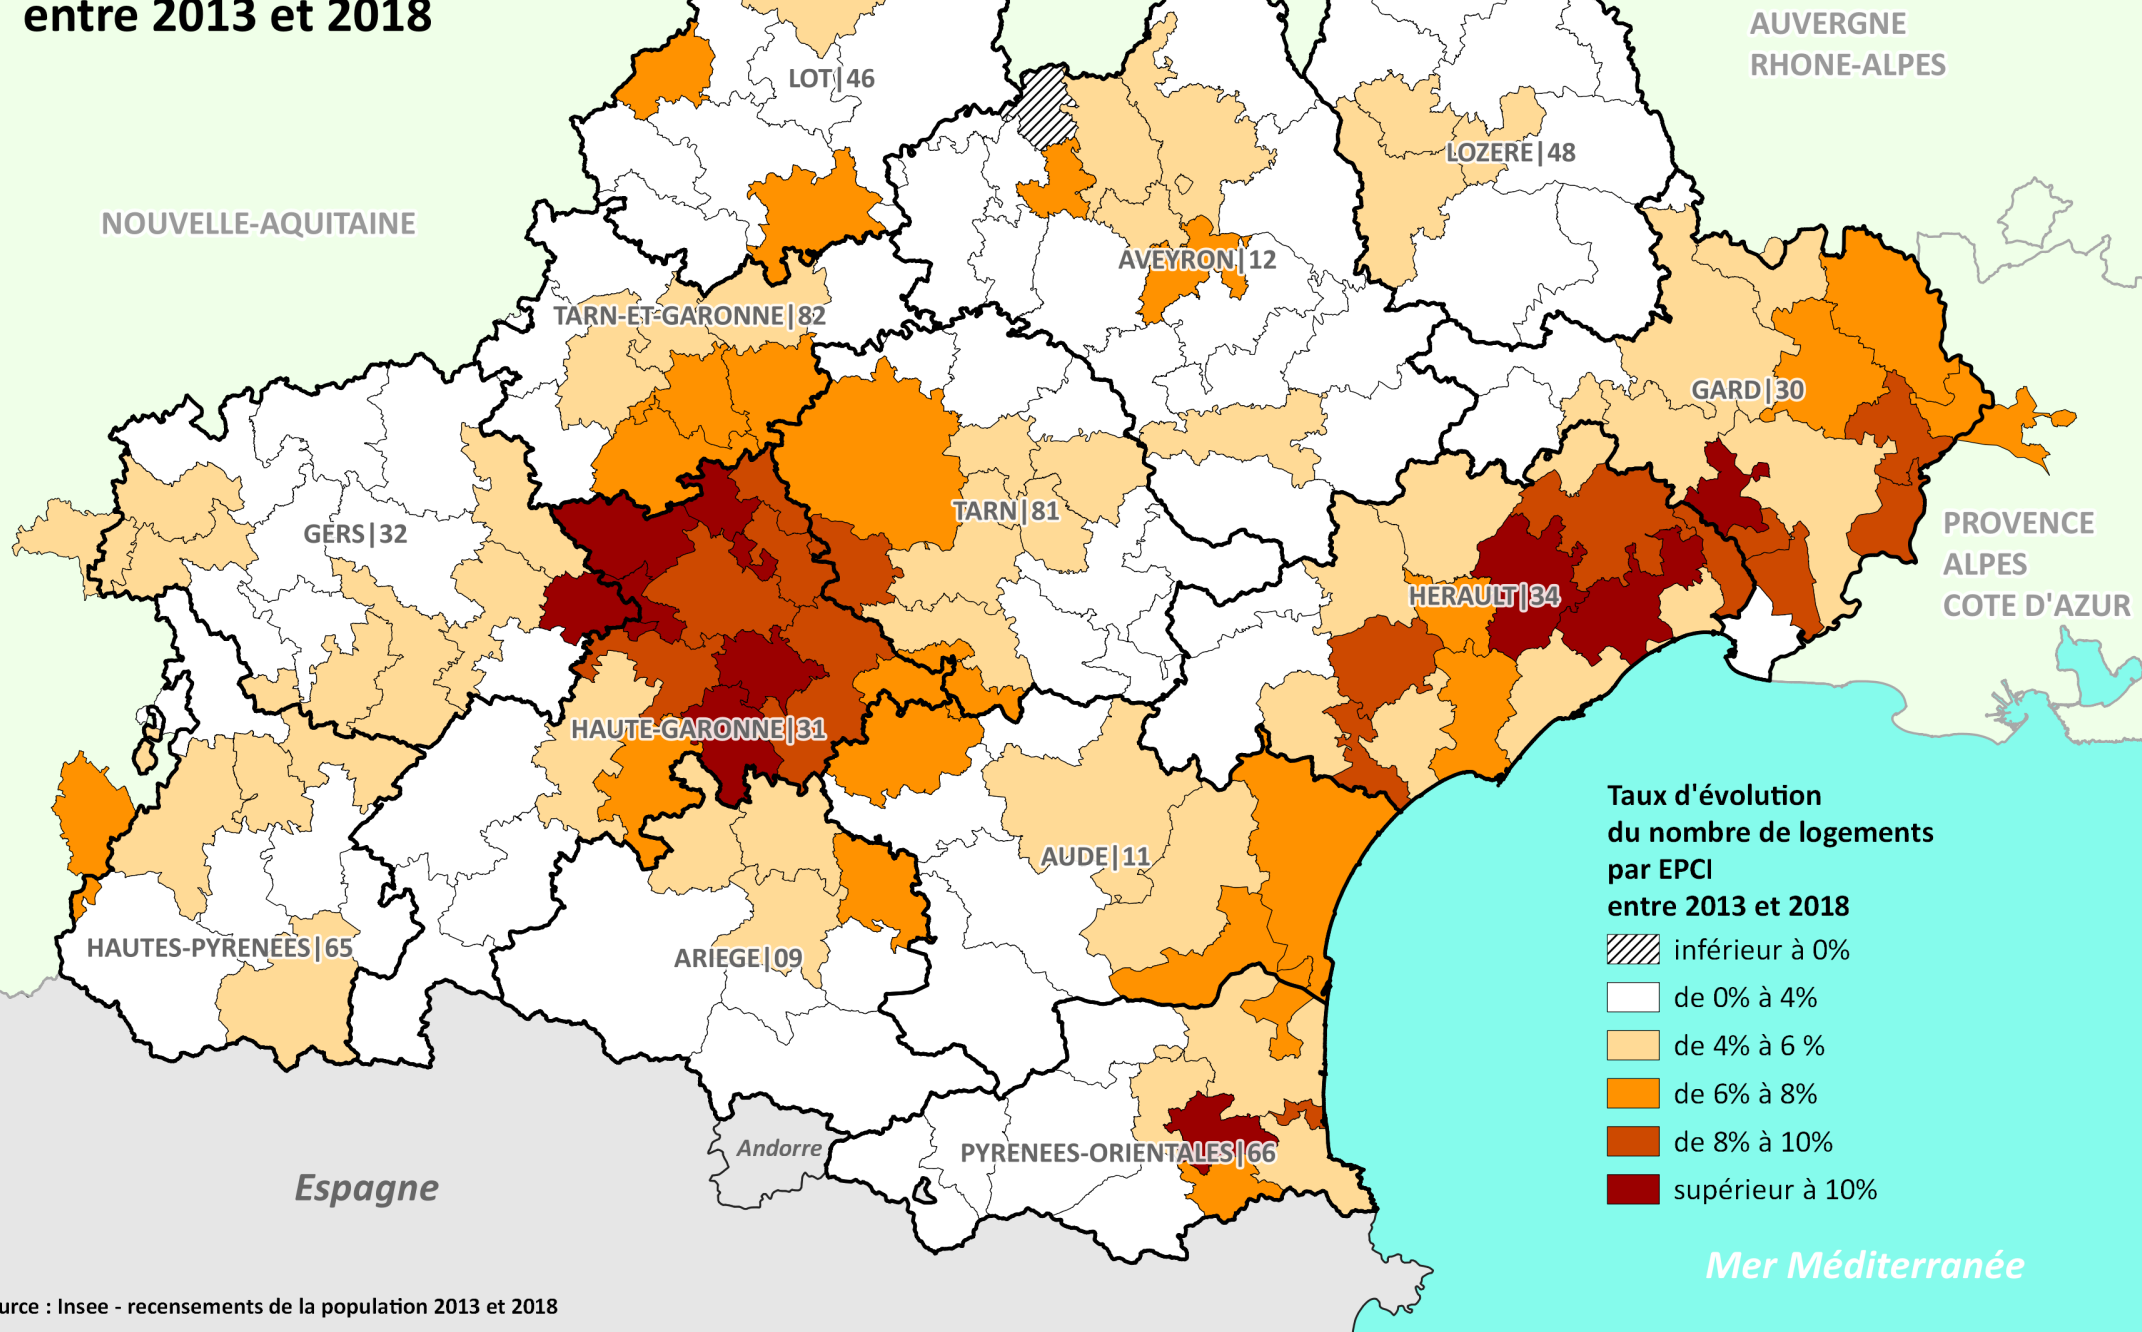 entre 2013 et 2018
AUVERGNE
RHONE-ALPES
LOT|46
LOZERE|48
NOUVELLE-AQUITAINE
AVEYRON|12
TARN-ET-GARONNE|82
GARD|30
TARN|81
GERS|32
PROVENCE
ALPES
COTE D'AZUR
HERAULT|34
HAUTE-GARONNE|31
AUDE|11
HAUTES-PYRENEES|65
ARIEGE|09
Taux d'évolution
du nombre de logements
par EPCI
entre 2013 et 2018
inférieur à 0%
de 0% à 4%
de 4% à 6 %
de 6% à 8%
de 8% à 10%
supérieur à 10%
Andorre
PYRENEES-ORIENTALES|66
Espagne
Mer Méditerranée
urce : Insee - recensements de la population 2013 et 2018